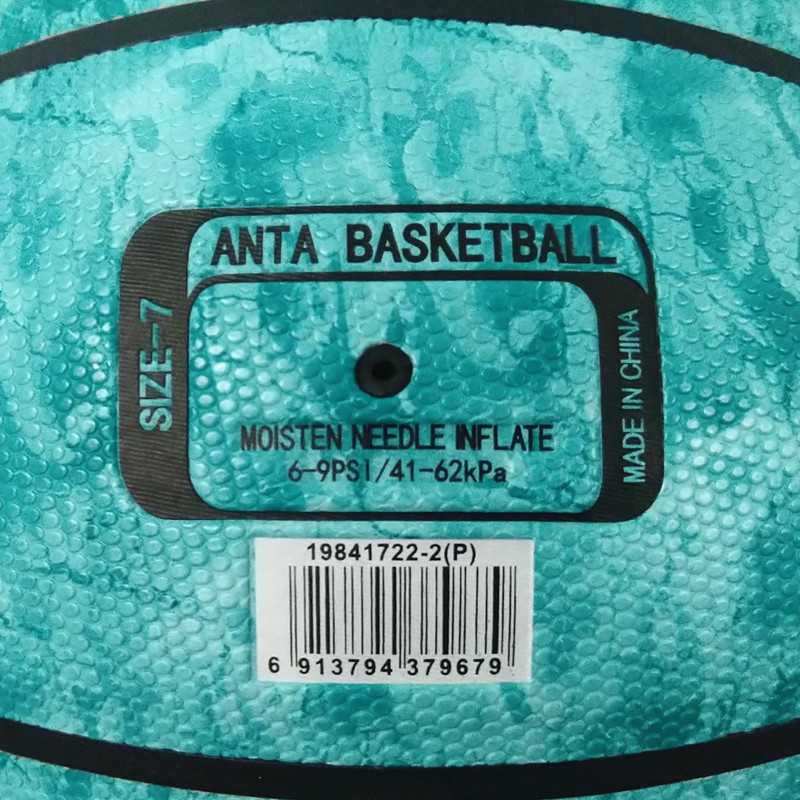 ANTA BASKETBALL
SIZE-7
MADE IN CHINA
MOISTEN NEEDLE INFLATE
6-9PSI/41-62kPa
19841722-2(P)
6 913794 379679